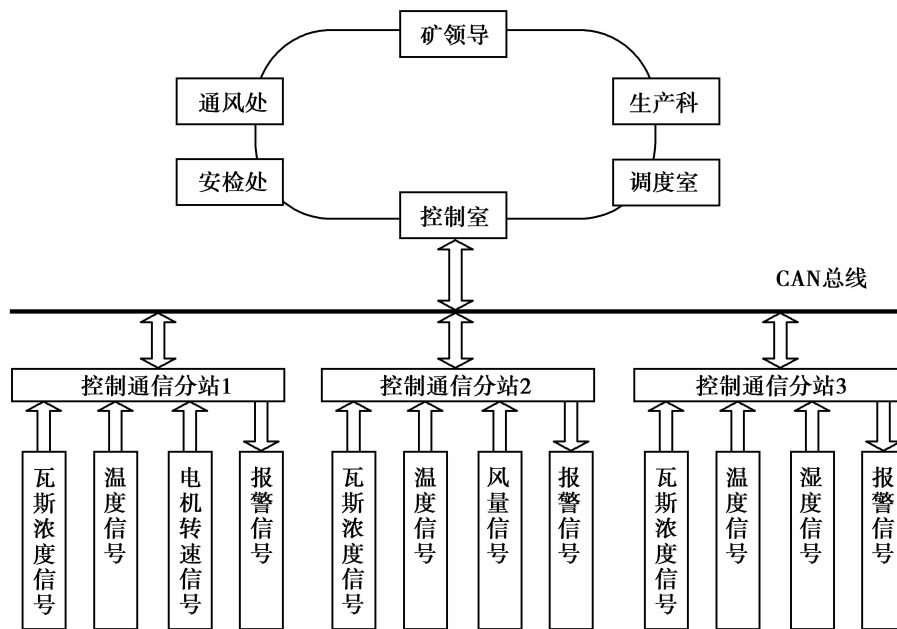 矿领导
通风处
生产科
安检处
调度室
控制室
CAN总线
控制通信分站1
控制通信分站2
控制通信分站3
瓦斯浓度信号
温度信号
电机转速信号
报警信号
瓦斯浓度信号
温度信号
风量信号
报警信号
瓦斯浓度信号
温度信号
湿度信号
报警信号